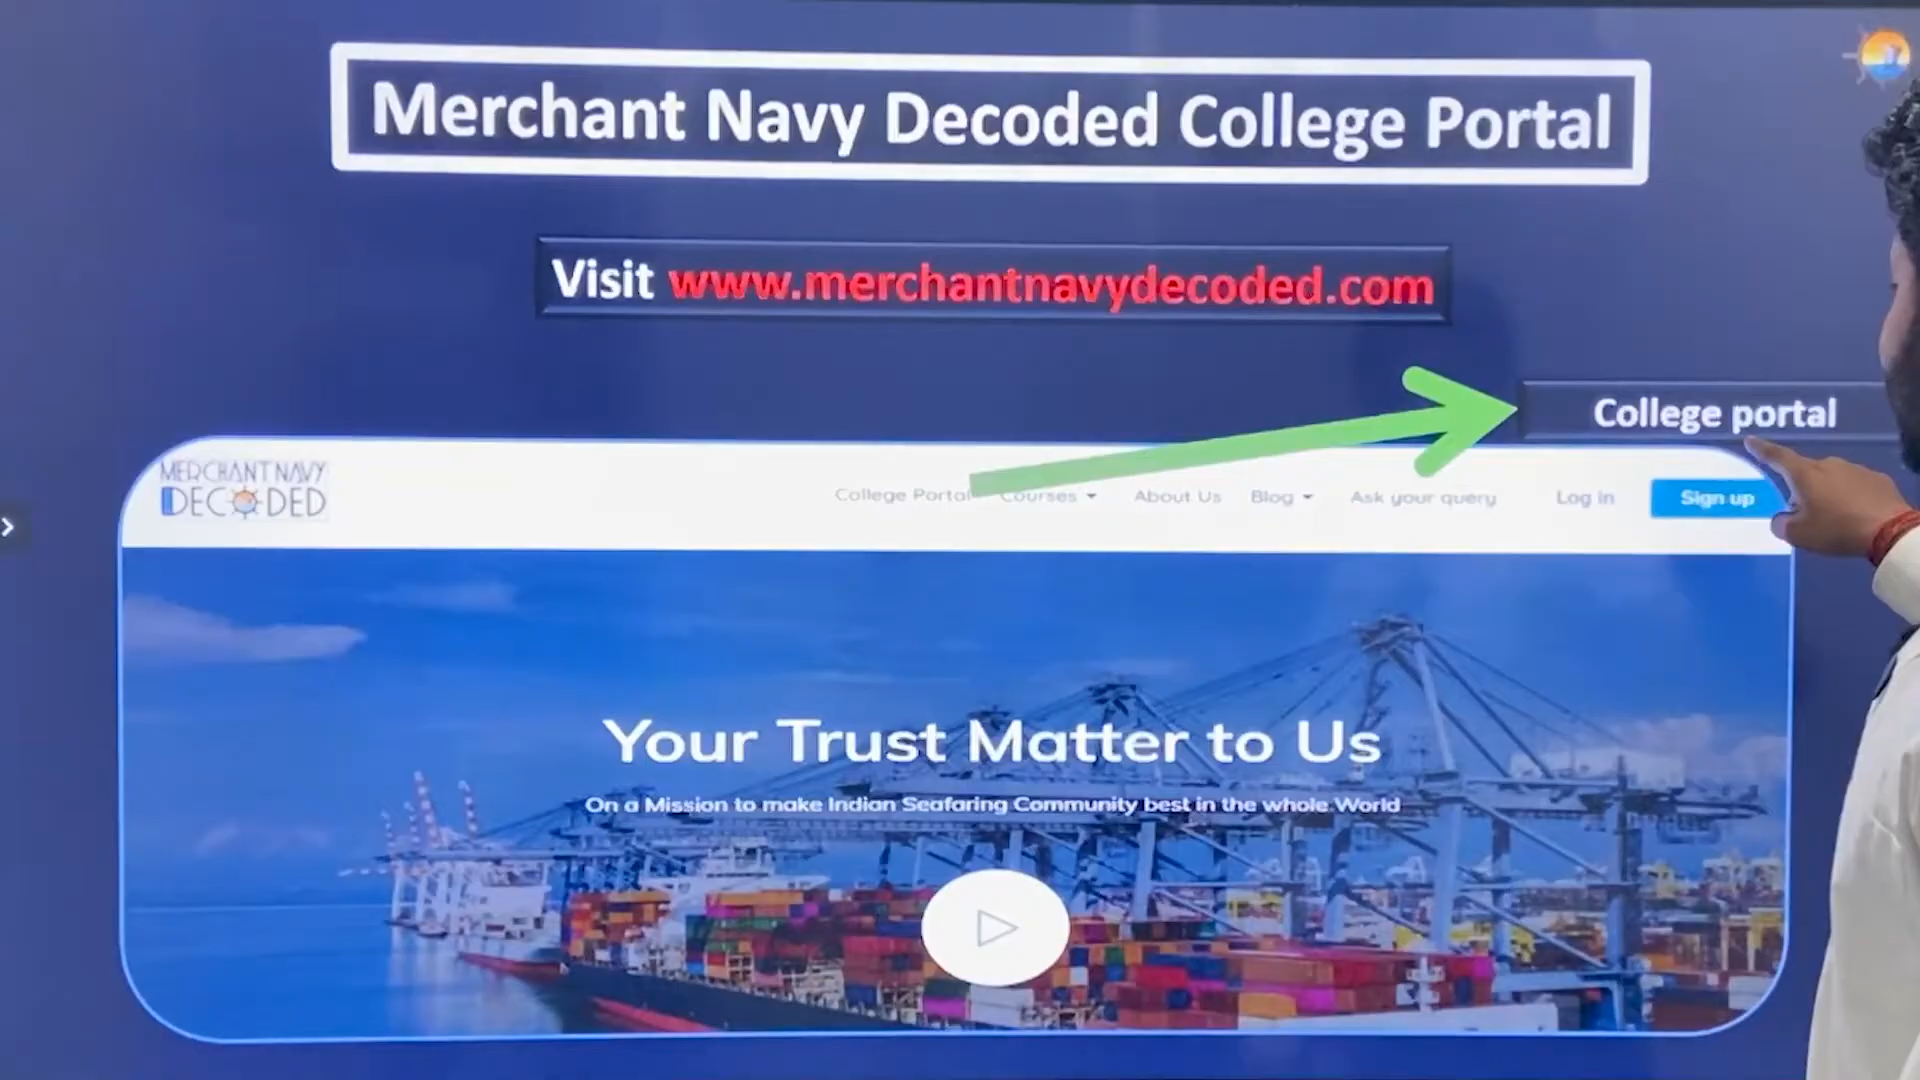 Merchant Navy Decoded College Portal
Visit www.merchantnavydecoded.com
College portal
MERCHANT NAVY
DECODED
College Portal Courses About Us Blog Ask your query Log In Sign up
Your Trust Matter to Us
On a Mission to make Indian Seafaring Community best in the whole World